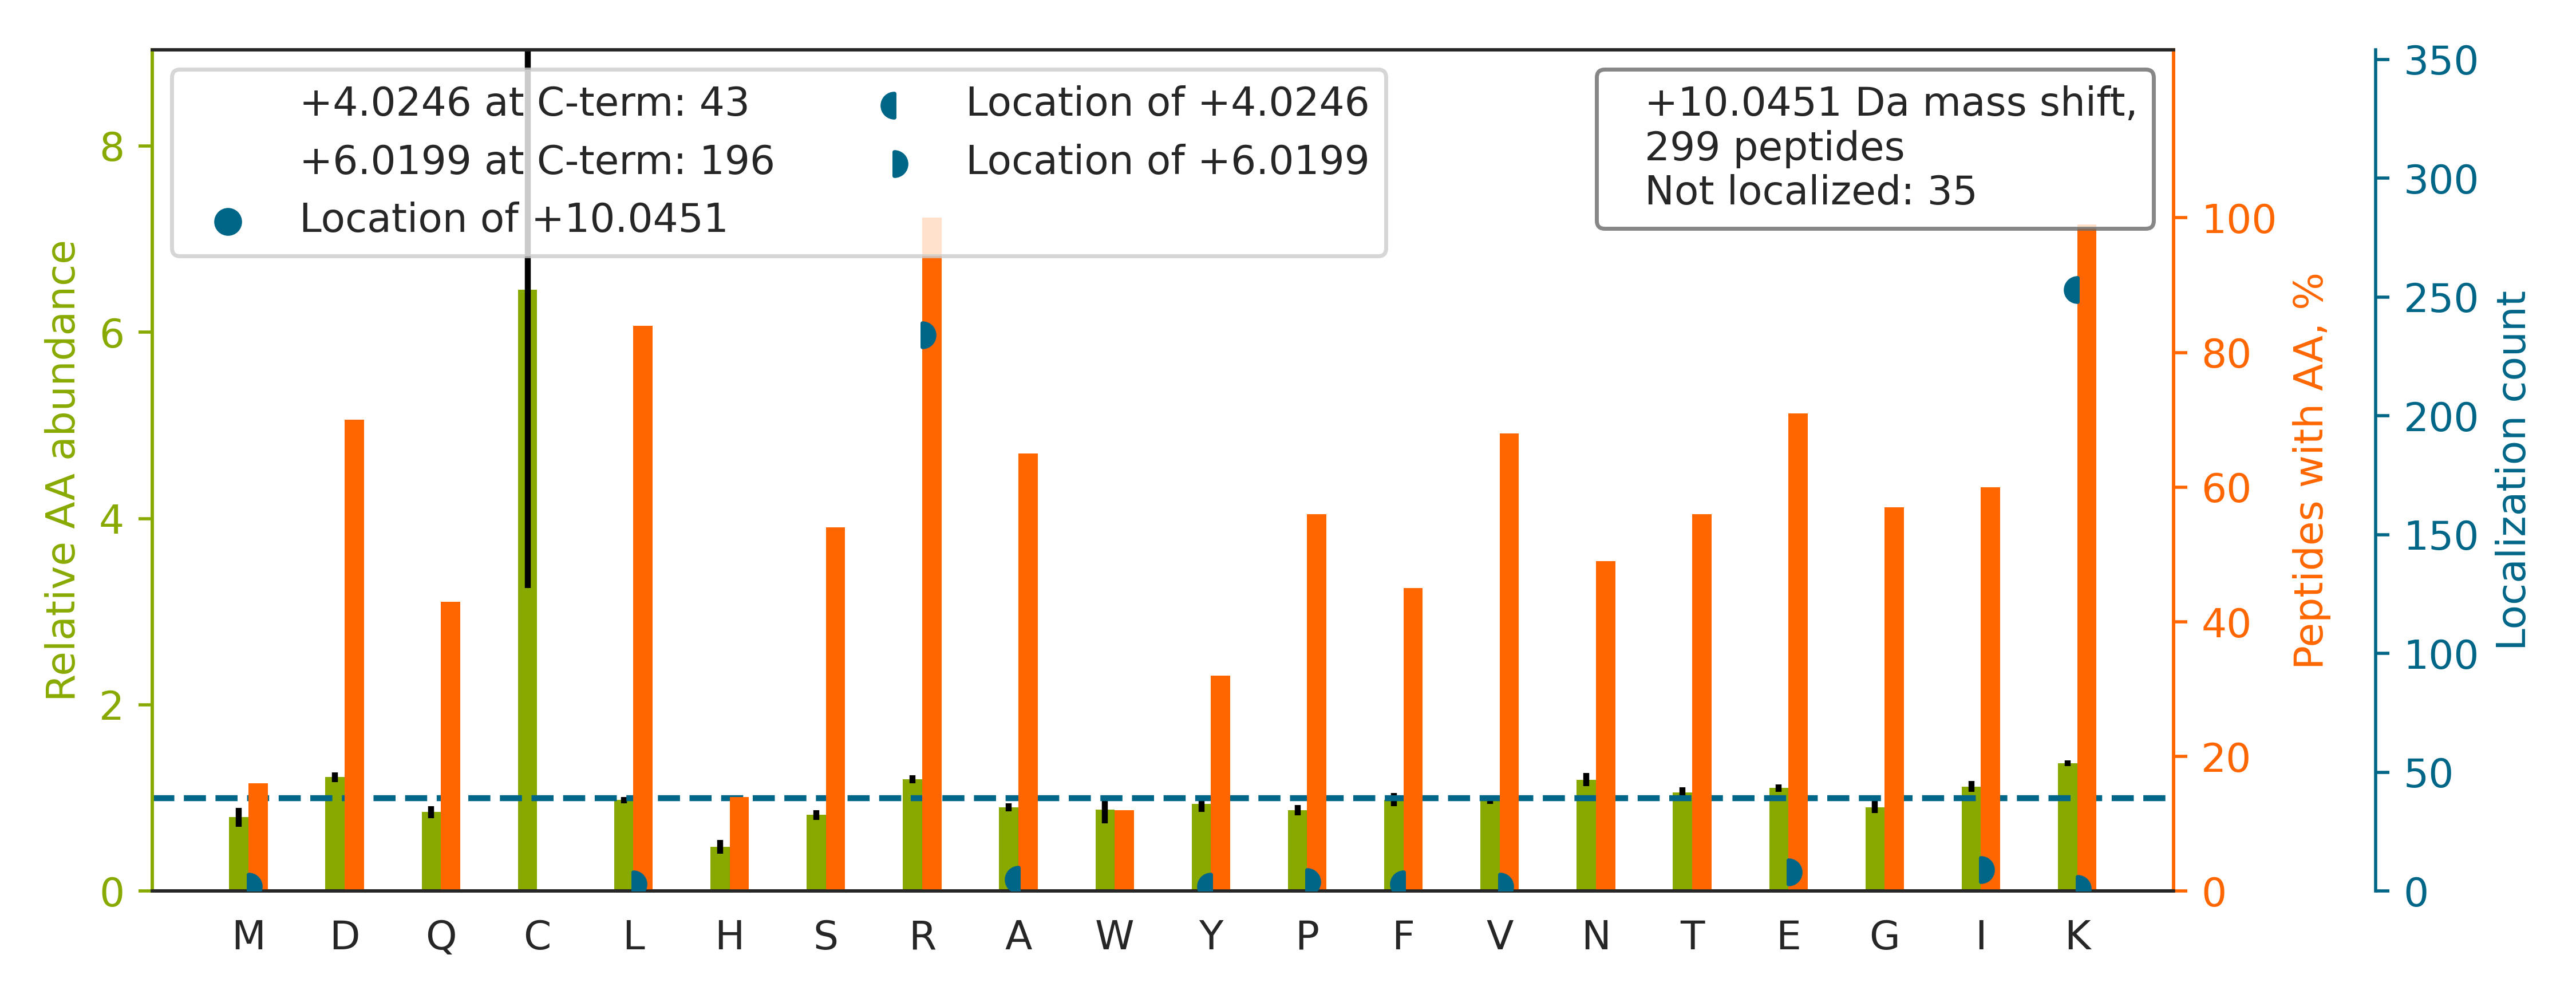 +4.0246 at C-term: 43
+6.0199 at C-term: 196
Location of +10.0451
Location of +4.0246
Location of +6.0199
+10.0451 Da mass shift,
299 peptides
Not localized: 35
Relative AA abundance
8
6
4
2
0
M D Q C L H S R A W Y P F V N T E G I K
100
80
60
40
20
0
Peptides with AA, %
350
300
250
200
150
100
50
0
Localization count